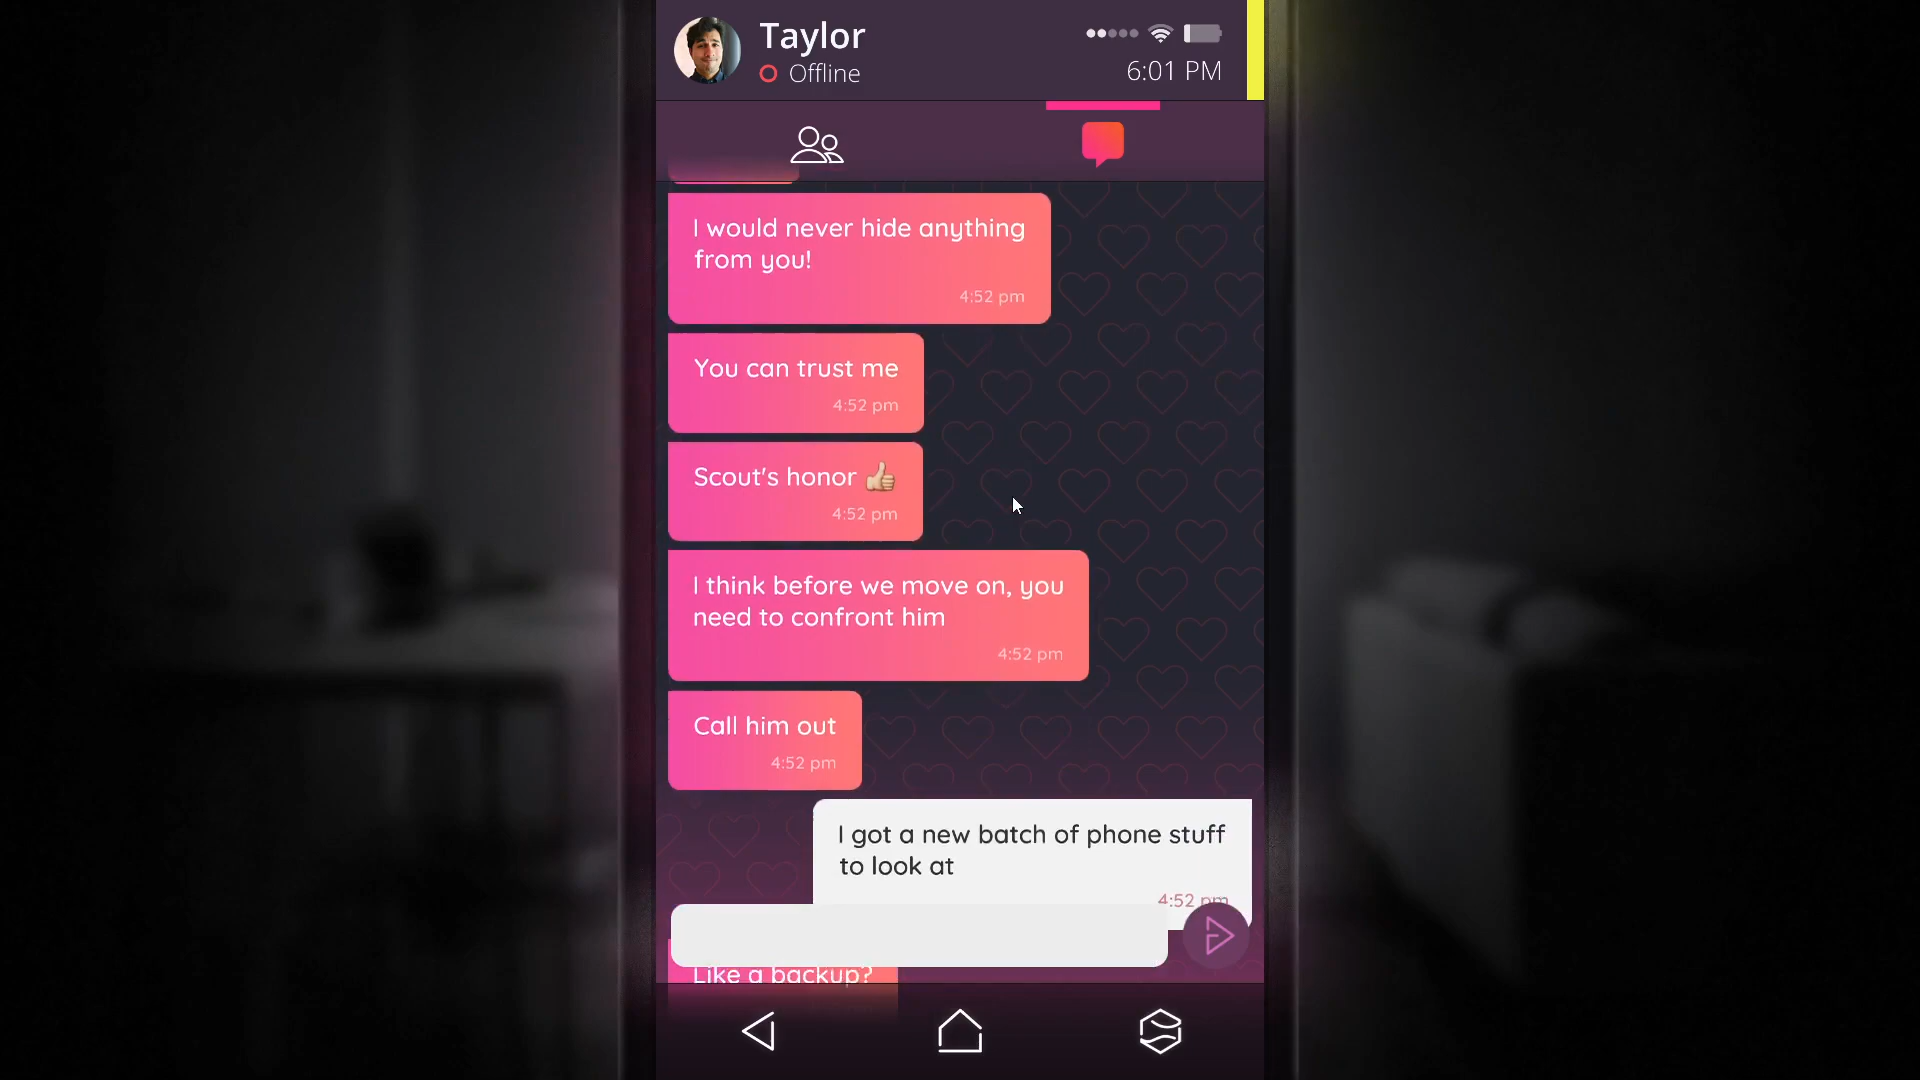 Taylor
Offline
6:01 PM
I would never hide anything
from you!
4:52 pm
You can trust me
4:52 pm
Scout's honor 👍🏼
4:52 pm
I think before we move on, you
need to confront him
4:52 pm
Call him out
4:52 pm
I got a new batch of phone stuff
to look at
4:52 pm
Like a backup?